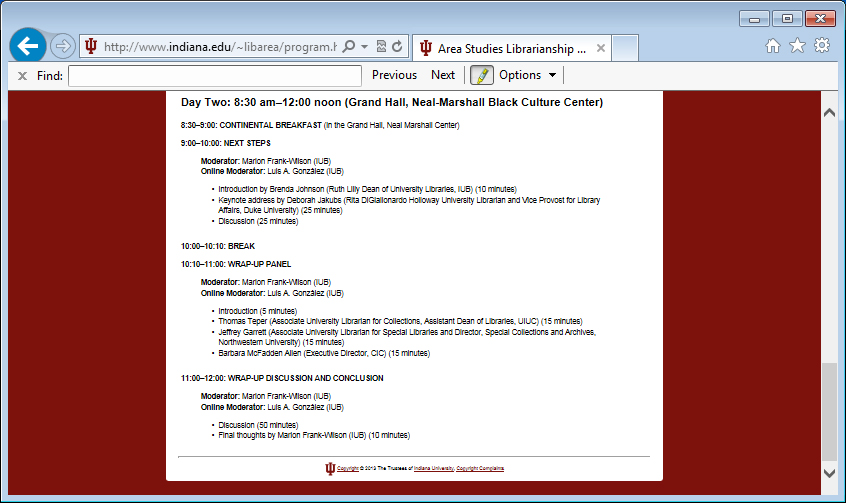 http://www.indiana.edu/~libarea/program.h
Area Studies Librarianship ...
Find:
Previous
Next
Options
Day Two: 8:30 am–12:00 noon (Grand Hall, Neal-Marshall Black Culture Center)
8:30–9:00: CONTINENTAL BREAKFAST (in the Grand Hall, Neal Marshall Center)
9:00–10:00: NEXT STEPS
Moderator: Marion Frank-Wilson (IUB)
Online Moderator: Luis A. González (IUB)
• Introduction by Brenda Johnson (Ruth Lilly Dean of University Libraries, IUB) (10 minutes)
• Keynote address by Deborah Jakubs (Rita DiGiallonardo Holloway University Librarian and Vice Provost for Library
Affairs, Duke University) (25 minutes)
• Discussion (25 minutes)
10:00–10:10: BREAK
10:10–11:00: WRAP-UP PANEL
Moderator: Marion Frank-Wilson (IUB)
Online Moderator: Luis A. González (IUB)
• Introduction (5 minutes)
• Thomas Teper (Associate University Librarian for Collections, Assistant Dean of Libraries, UIUC) (15 minutes)
• Jeffrey Garrett (Associate University Librarian for Special Libraries and Director, Special Collections and Archives,
Northwestern University) (15 minutes)
• Barbara McFadden Allen (Executive Director, CIC) (15 minutes)
11:00–12:00: WRAP-UP DISCUSSION AND CONCLUSION
Moderator: Marion Frank-Wilson (IUB)
Online Moderator: Luis A. González (IUB)
• Discussion (50 minutes)
• Final thoughts by Marion Frank-Wilson (IUB) (10 minutes)
Copyright © 2013 The Trustees of Indiana University, Copyright Complaints